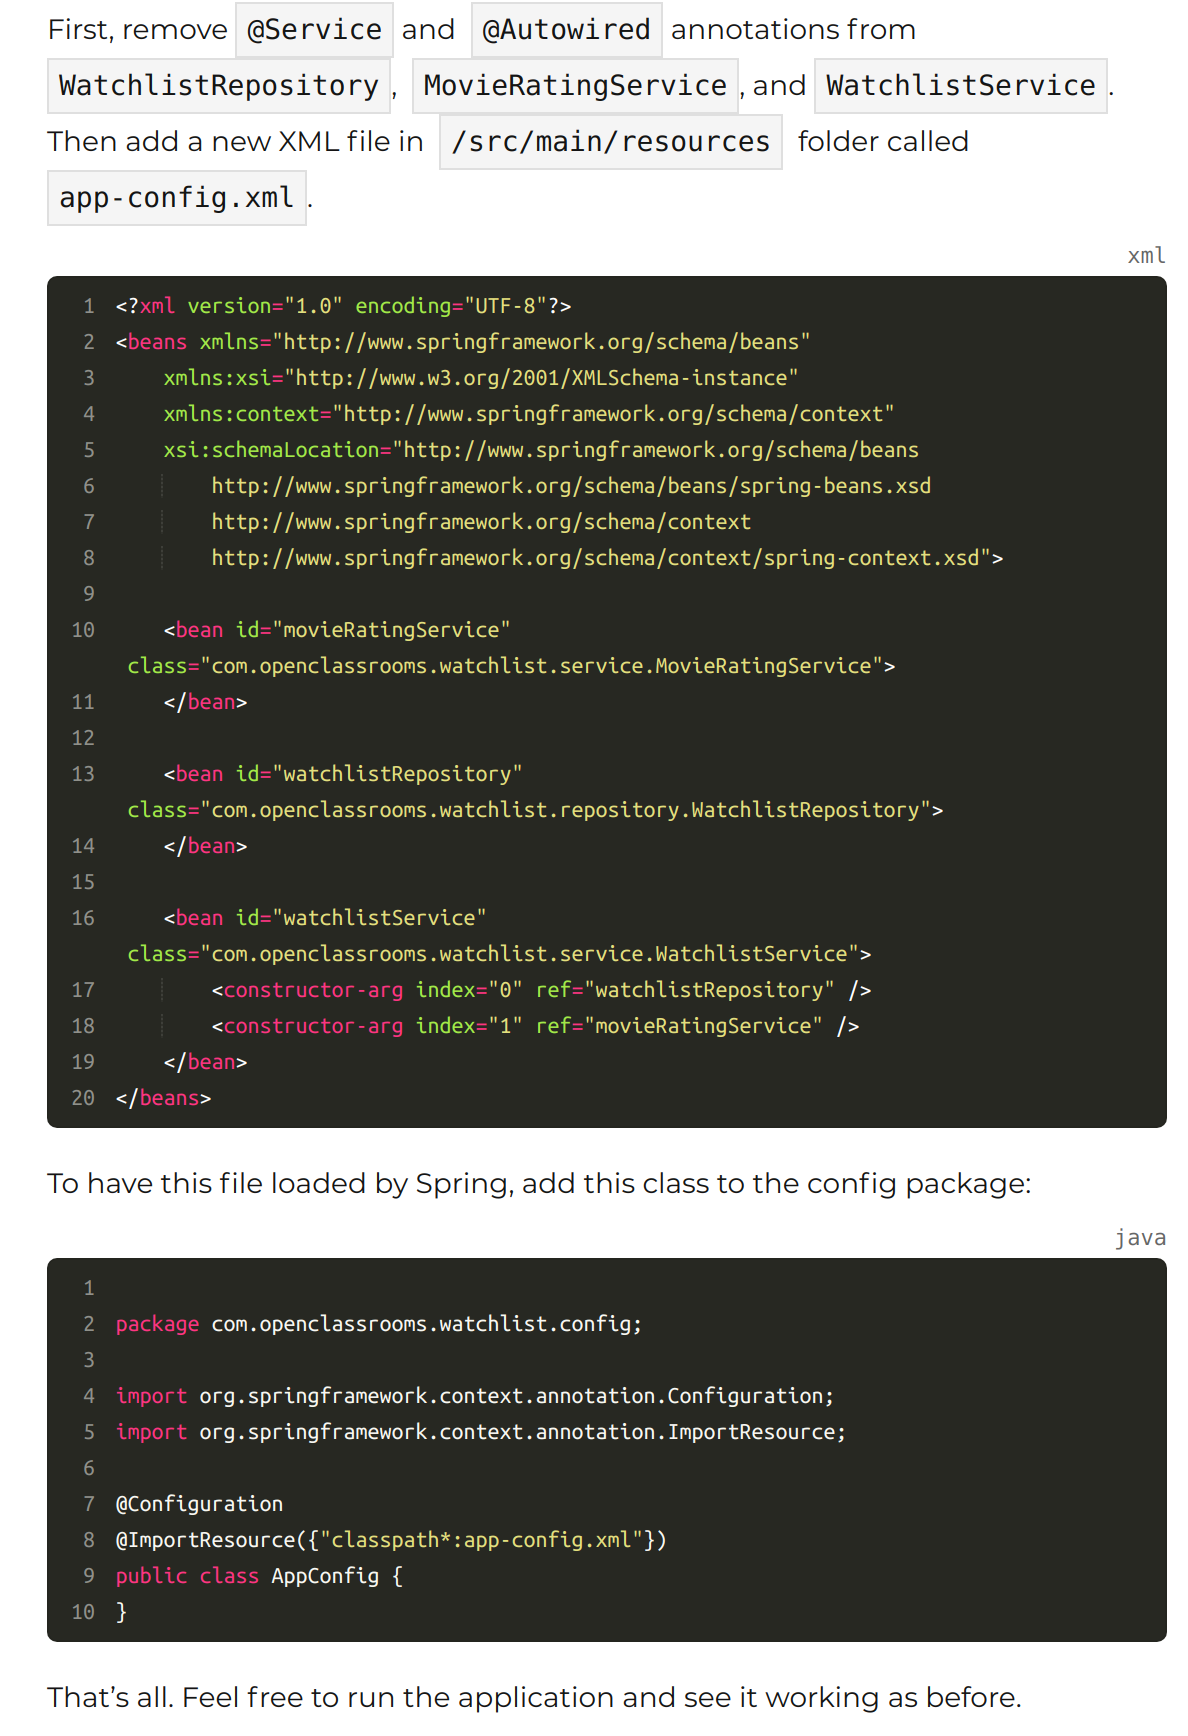 First, remove @Service and @Autowired annotations from
WatchlistRepository, MovieRatingService, and WatchlistService.
Then add a new XML file in /src/main/resources folder called
app-config.xml.
xml
1 <?xml version="1.0" encoding="UTF-8"?>
2 <beans xmlns="http://www.springframework.org/schema/beans"
3     xmlns:xsi="http://www.w3.org/2001/XMLSchema-instance"
4     xmlns:context="http://www.springframework.org/schema/context"
5     xsi:schemaLocation="http://www.springframework.org/schema/beans
6         http://www.springframework.org/schema/beans/spring-beans.xsd
7         http://www.springframework.org/schema/context
8         http://www.springframework.org/schema/context/spring-context.xsd">
9
10     <bean id="movieRatingService"
class="com.openclassrooms.watchlist.service.MovieRatingService">
11     </bean>
12
13     <bean id="watchlistRepository"
class="com.openclassrooms.watchlist.repository.WatchlistRepository">
14     </bean>
15
16     <bean id="watchlistService"
class="com.openclassrooms.watchlist.service.WatchlistService">
17         <constructor-arg index="0" ref="watchlistRepository" />
18         <constructor-arg index="1" ref="movieRatingService" />
19     </bean>
20 </beans>
To have this file loaded by Spring, add this class to the config package:
java
1
2 package com.openclassrooms.watchlist.config;
3
4 import org.springframework.context.annotation.Configuration;
5 import org.springframework.context.annotation.ImportResource;
6
7 @Configuration
8 @ImportResource({"classpath*:app-config.xml"})
9 public class AppConfig {
10 }
That’s all. Feel free to run the application and see it working as before.